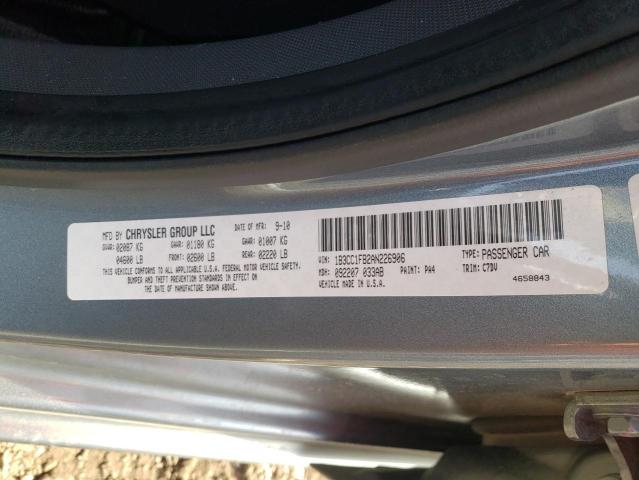 MFD BY CHRYSLER GROUP LLC DATE OF MFR: 9-10
GVWR: 02087 KG GAWR: 01180 KG GAWR: 01007 KG
04600 LB FRONT: 02600 LB REAR: 02220 LB
THIS VEHICLE CONFORMS TO ALL APPLICABLE U.S.A. FEDERAL MOTOR VEHICLE SAFETY,
BUMPER AND THEFT PREVENTION STANDARDS IN EFFECT ON
THE DATE OF MANUFACTURE SHOWN ABOVE.
VIN: 1B3CC1FB2AN226906 TYPE: PASSENGER CAR
MDH: 092207 033AB PAINT: PA4 TRIM: C7DV
VEHICLE MADE IN U.S.A. 4658843